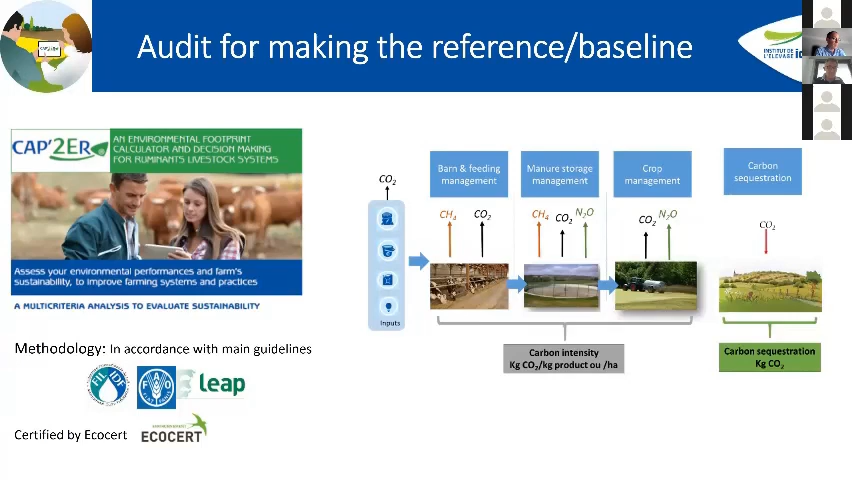 Audit for making the reference/baseline
INSTITUT DE
L'ÉLEVAGE
CAP'2ER
AN ENVIRONMENTAL FOOTPRINT
CALCULATOR AND DECISION MAKING
FOR RUMINANTS LIVESTOCK SYSTEMS
Assess your environmental performances and farm's
sustainability, to improve farming systems and practices
A MULTICRITERIA ANALYSIS TO EVALUATE SUSTAINABILITY
Methodology: In accordance with main guidelines
FIL IDF
FAO
leap
Certified by Ecocert
ECOCERT
CO₂
Inputs
Barn & feeding
management
CH₄ CO₂
Manure storage
management
CH₄ CO₂ N₂O
Crop
management
CO₂ N₂O
Carbon
sequestration
CO₂
Carbon intensity
Kg CO₂/kg product ou /ha
Carbon sequestration
Kg CO₂